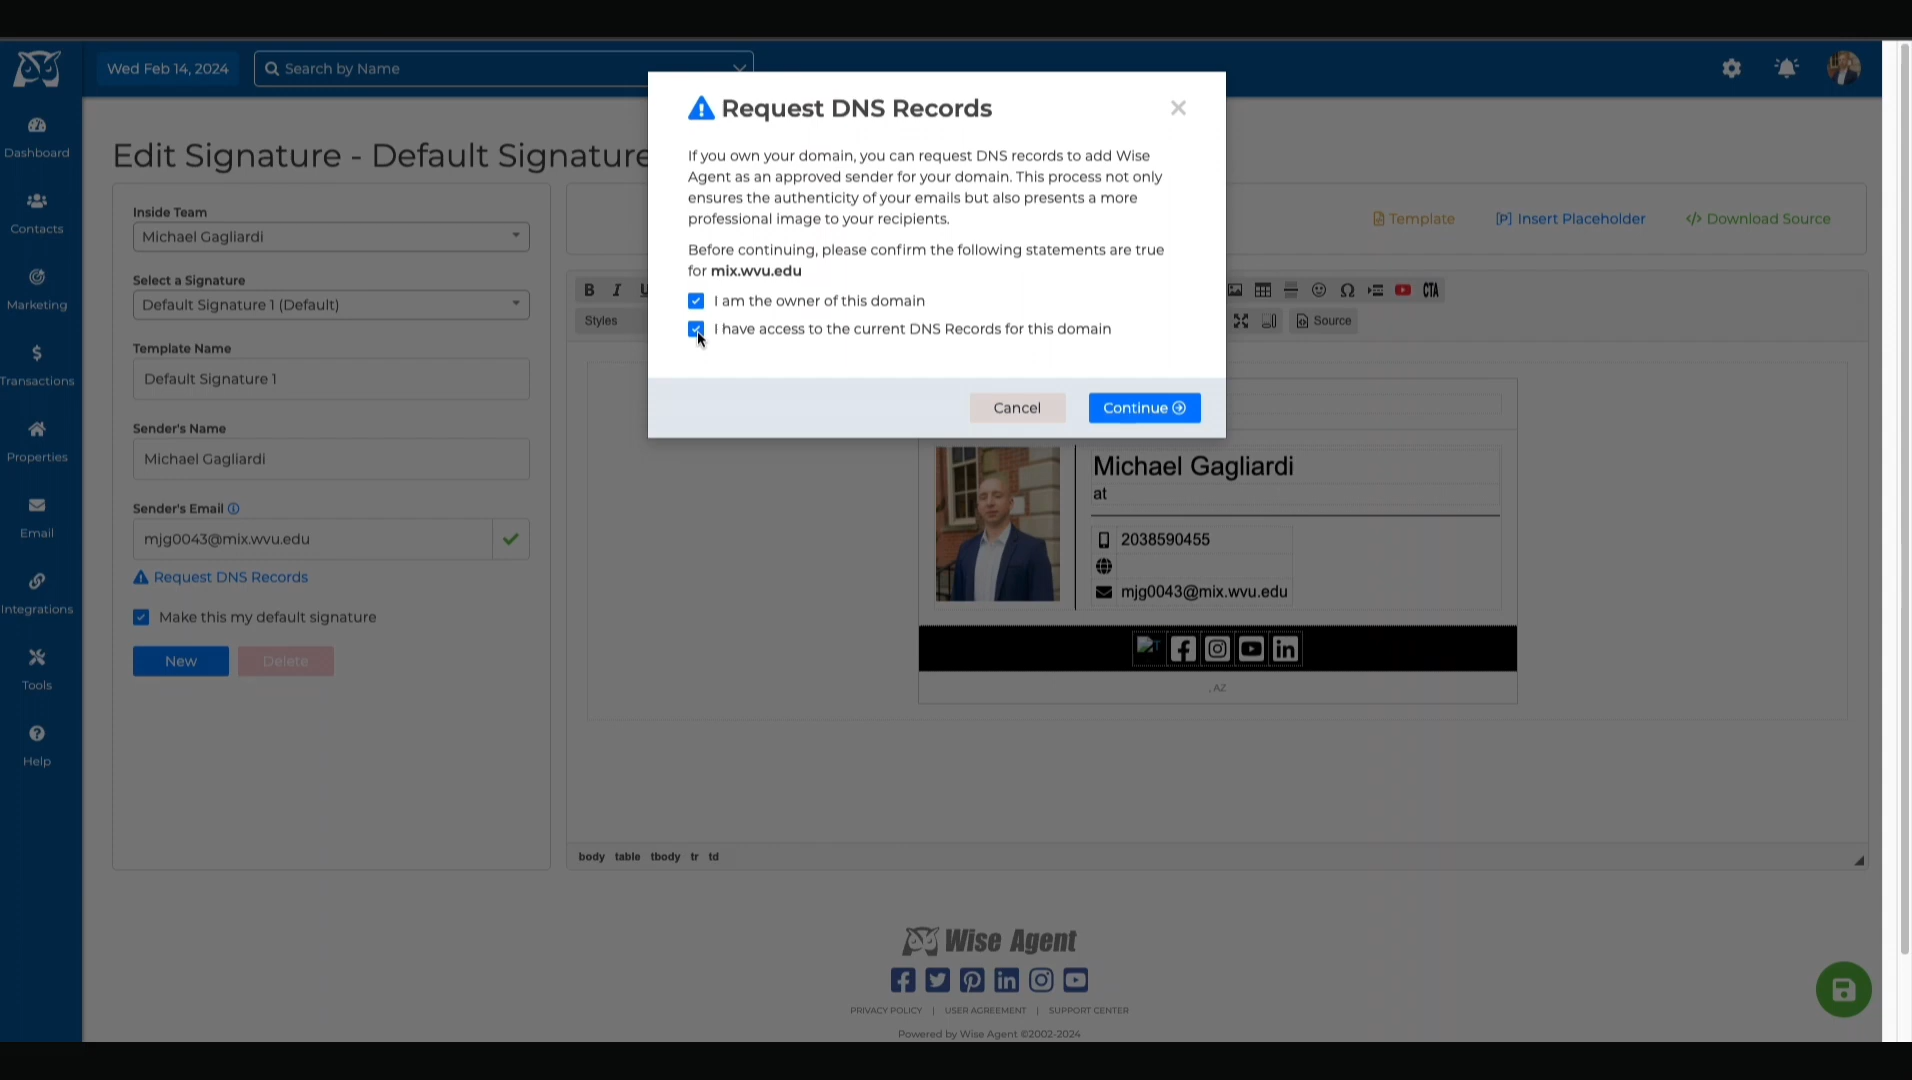 Wed Feb 14, 2024
Search by Name
Dashboard
Contacts
Marketing
Transactions
Properties
Email
Integrations
Tools
Help
Edit Signature - Default Signature
Inside Team
Michael Gagliardi
Select a Signature
Default Signature 1 (Default)
Template Name
Default Signature 1
Sender's Name
Michael Gagliardi
Sender's Email
mjg0043@mix.wvu.edu
Request DNS Records
Make this my default signature
New
Delete
Request DNS Records
If you own your domain, you can request DNS records to add Wise
Agent as an approved sender for your domain. This process not only
ensures the authenticity of your emails but also presents a more
professional image to your recipients.
Before continuing, please confirm the following statements are true
for mix.wvu.edu
I am the owner of this domain
I have access to the current DNS Records for this domain
Cancel
Continue
Template
[P] Insert Placeholder
</> Download Source
B I U
CTA
Styles
Source
Michael Gagliardi
at
2038590455
mjg0043@mix.wvu.edu
, AZ
body table tbody tr td
Wise Agent
PRIVACY POLICY | USER AGREEMENT | SUPPORT CENTER
Powered by Wise Agent ©2002-2024